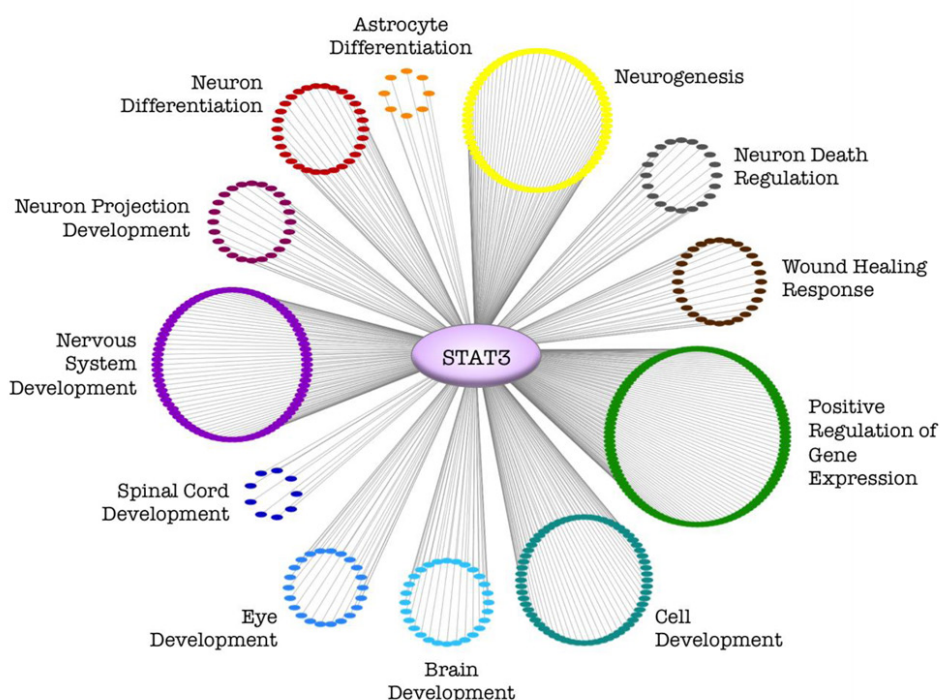 Astrocyte
Differentiation
Neurogenesis
Neuron
Differentiation
Neuron Death
Regulation
Neuron Projection
Development
Wound Healing
Response
Nervous
System
Development
STAT3
Positive
Regulation of
Gene
Expression
Spinal Cord
Development
Eye
Development
Cell
Development
Brain
Development